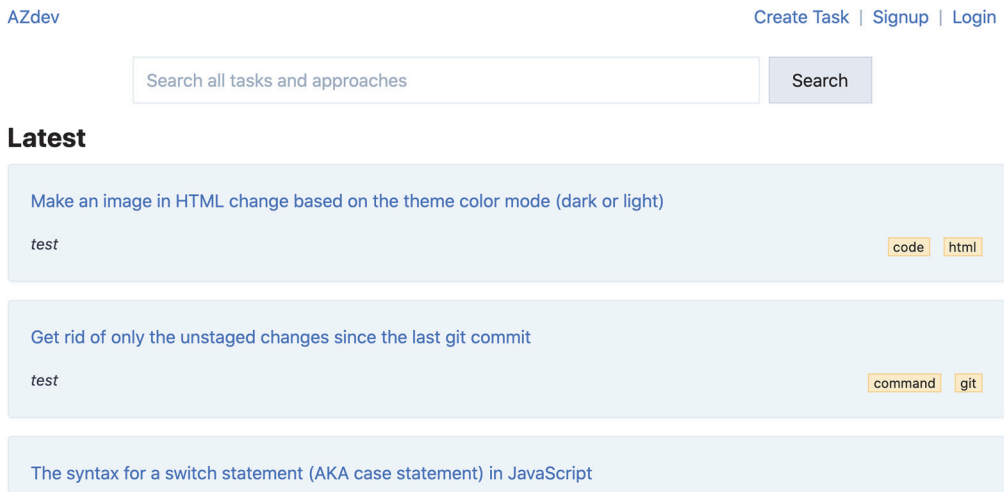 AZdev Create Task | Signup | Login
Search all tasks and approaches Search
Latest
Make an image in HTML change based on the theme color mode (dark or light)
test code html
Get rid of only the unstaged changes since the last git commit
test command git
The syntax for a switch statement (AKA case statement) in JavaScript